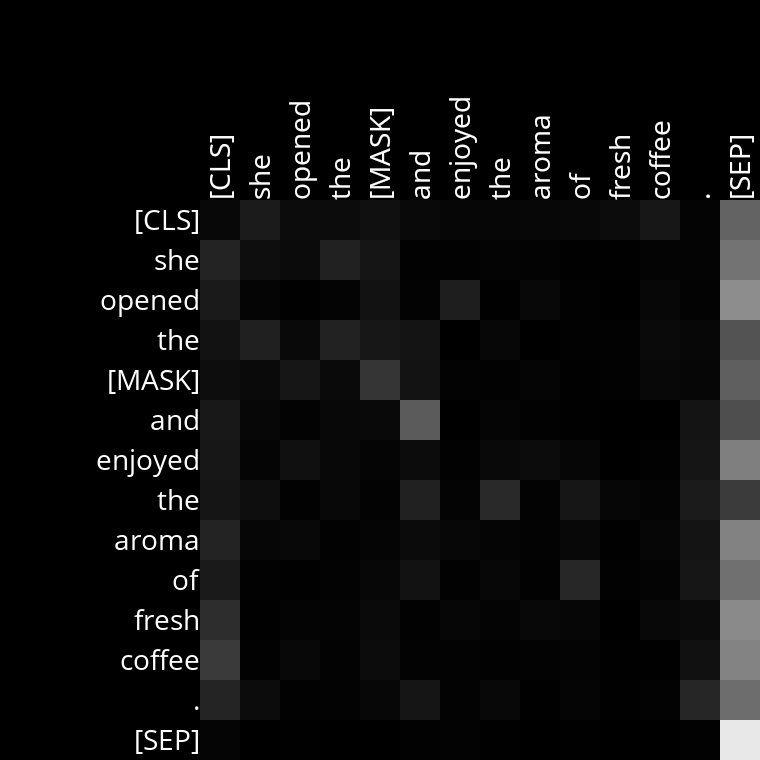 [CLS] she opened the [MASK] and enjoyed the aroma of fresh coffee . [SEP]
[CLS]
she
opened
the
[MASK]
and
enjoyed
the
aroma
of
fresh
coffee
.
[SEP]